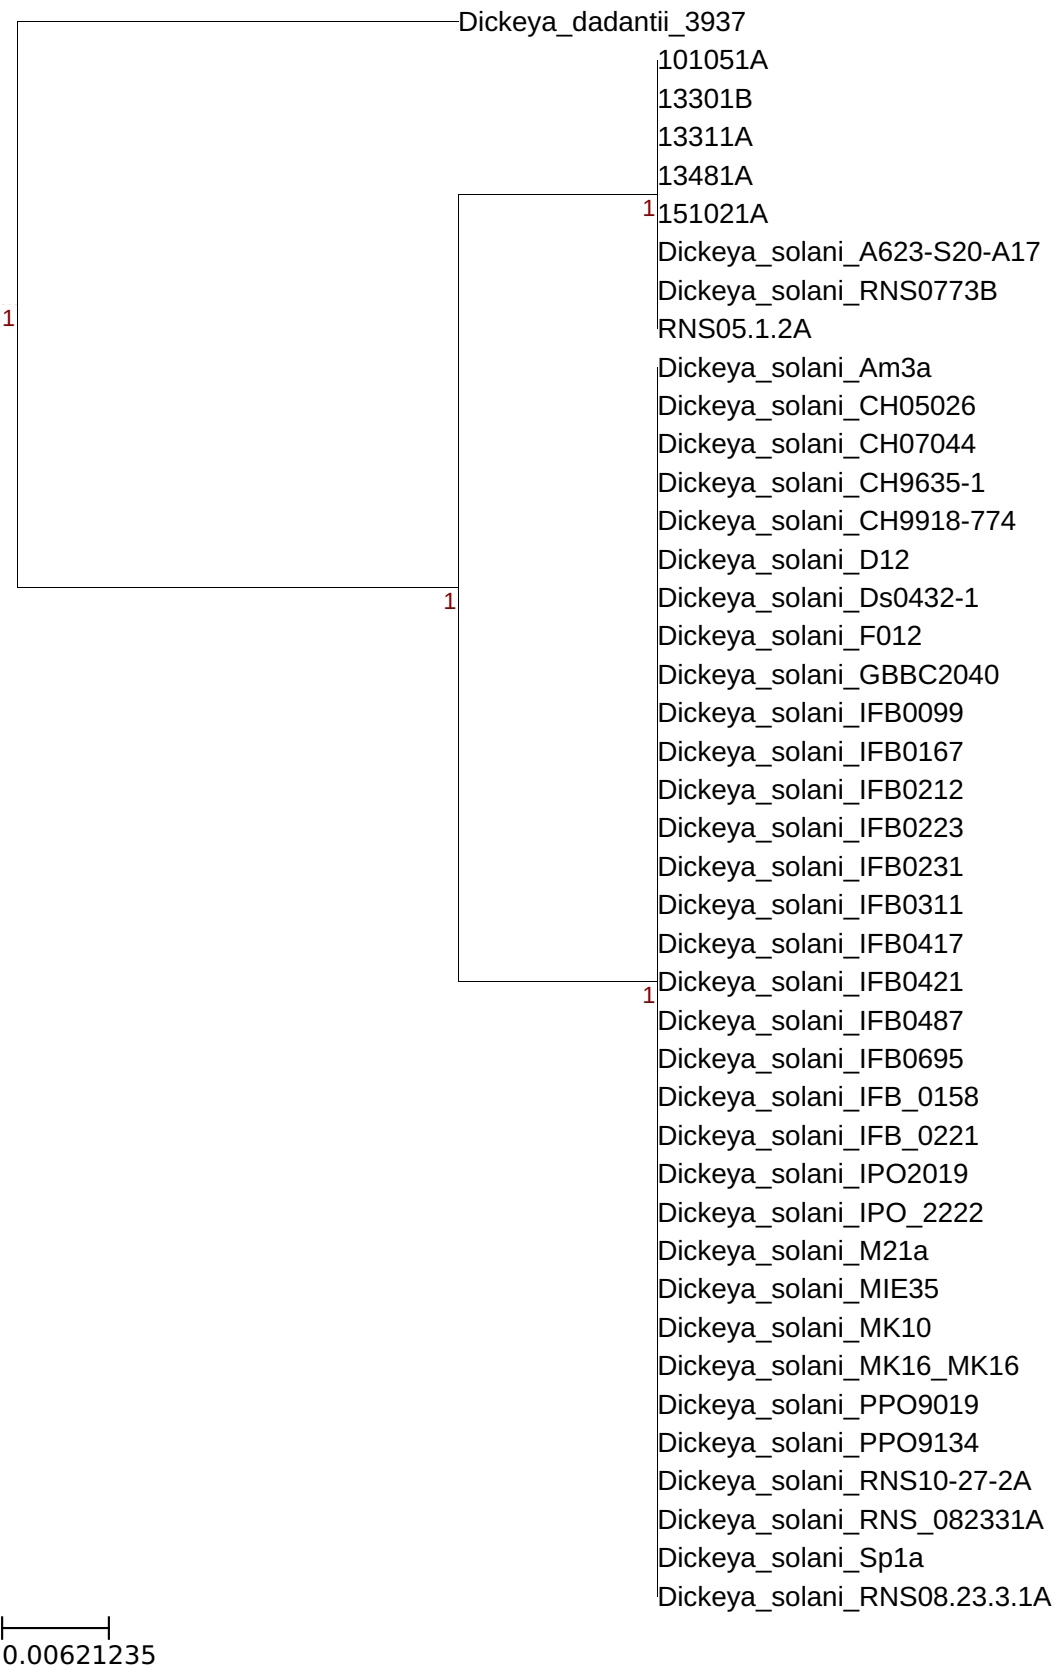 Dickeya_dadantii_3937
101051A
13301B
13311A
13481A
1
151021A
Dickeya_solani_A623-S20-A17
Dickeya_solani_RNS0773B
1
RNS05.1.2A
Dickeya_solani_Am3a
Dickeya_solani_CH05026
Dickeya_solani_CH07044
Dickeya_solani_CH9635-1
Dickeya_solani_CH9918-774
Dickeya_solani_D12
1
Dickeya_solani_Ds0432-1
Dickeya_solani_F012
Dickeya_solani_GBBC2040
Dickeya_solani_IFB0099
Dickeya_solani_IFB0167
Dickeya_solani_IFB0212
Dickeya_solani_IFB0223
Dickeya_solani_IFB0231
Dickeya_solani_IFB0311
Dickeya_solani_IFB0417
Dickeya_solani_IFB0421
1
Dickeya_solani_IFB0487
Dickeya_solani_IFB0695
Dickeya_solani_IFB_0158
Dickeya_solani_IFB_0221
Dickeya_solani_IPO2019
Dickeya_solani_IPO_2222
Dickeya_solani_M21a
Dickeya_solani_MIE35
Dickeya_solani_MK10
Dickeya_solani_MK16_MK16
Dickeya_solani_PPO9019
Dickeya_solani_PPO9134
Dickeya_solani_RNS10-27-2A
Dickeya_solani_RNS_082331A
Dickeya_solani_Sp1a
Dickeya_solani_RNS08.23.3.1A
0.00621235